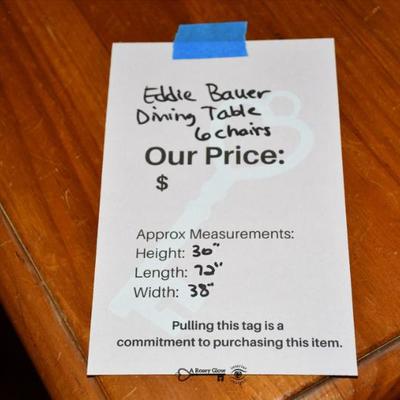 Eddie Bauer
Dining Table
6 chairs
Our Price:
$
Approx Measurements:
Height: 30"
Length: 72"
Width: 38"
Pulling this tag is a
commitment to purchasing this item.
A Rosey Glow